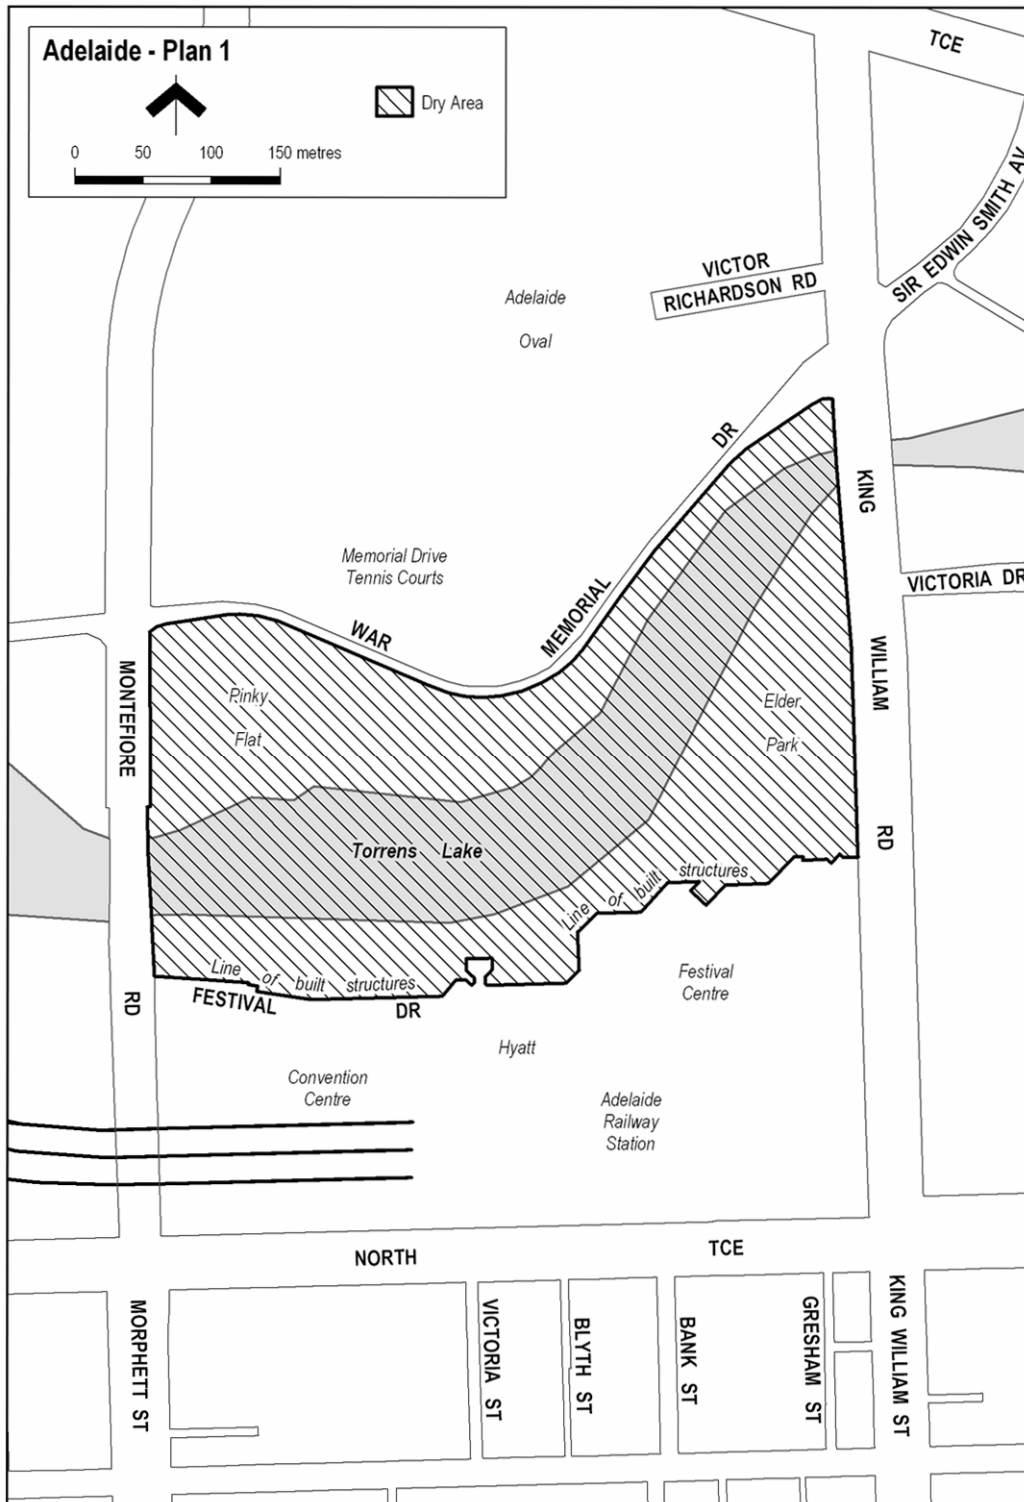 Adelaide - Plan 1
Dry Area
0 50 100 150 metres
TCE
SIR EDWIN SMITH AV
VICTOR
RICHARDSON RD
Adelaide
Oval
DR
KING
Memorial Drive
Tennis Courts
VICTORIA DR
MEMORIAL
WAR
WILLIAM
MONTEFIORE
Pinky
Flat
Elder
Park
RD
Torrens Lake
Line of built structures
Line of built structures
FESTIVAL
DR
RD
Festival
Centre
Hyatt
Convention
Centre
Adelaide
Railway
Station
NORTH
TCE
MORPHETT ST
VICTORIA ST
BLYTH ST
BANK ST
GRESHAM ST
KING WILLIAM ST